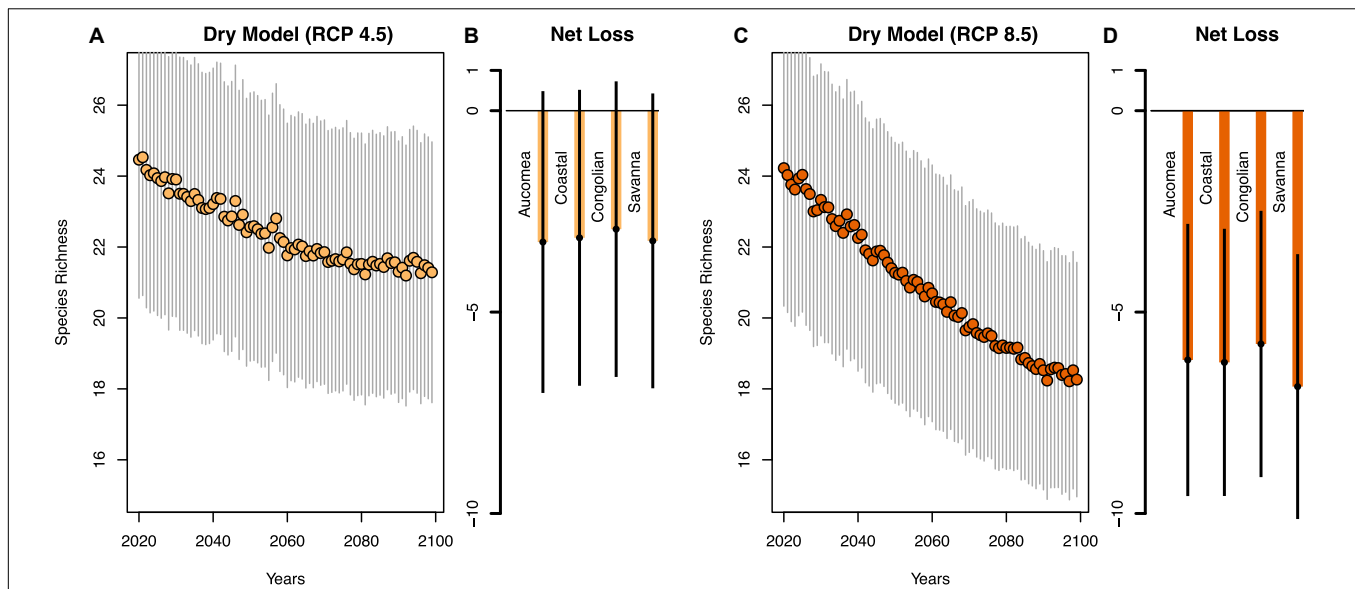 A Dry Model (RCP 4.5)
Species Richness
26
24
22
20
18
16
2020 2040 2060 2080 2100
Years
B Net Loss
1
0
−5
−10
Aucomea
Coastal
Congolian
Savanna
C Dry Model (RCP 8.5)
Species Richness
26
24
22
20
18
16
2020 2040 2060 2080 2100
Years
D Net Loss
1
0
−5
−10
Aucomea
Coastal
Congolian
Savanna